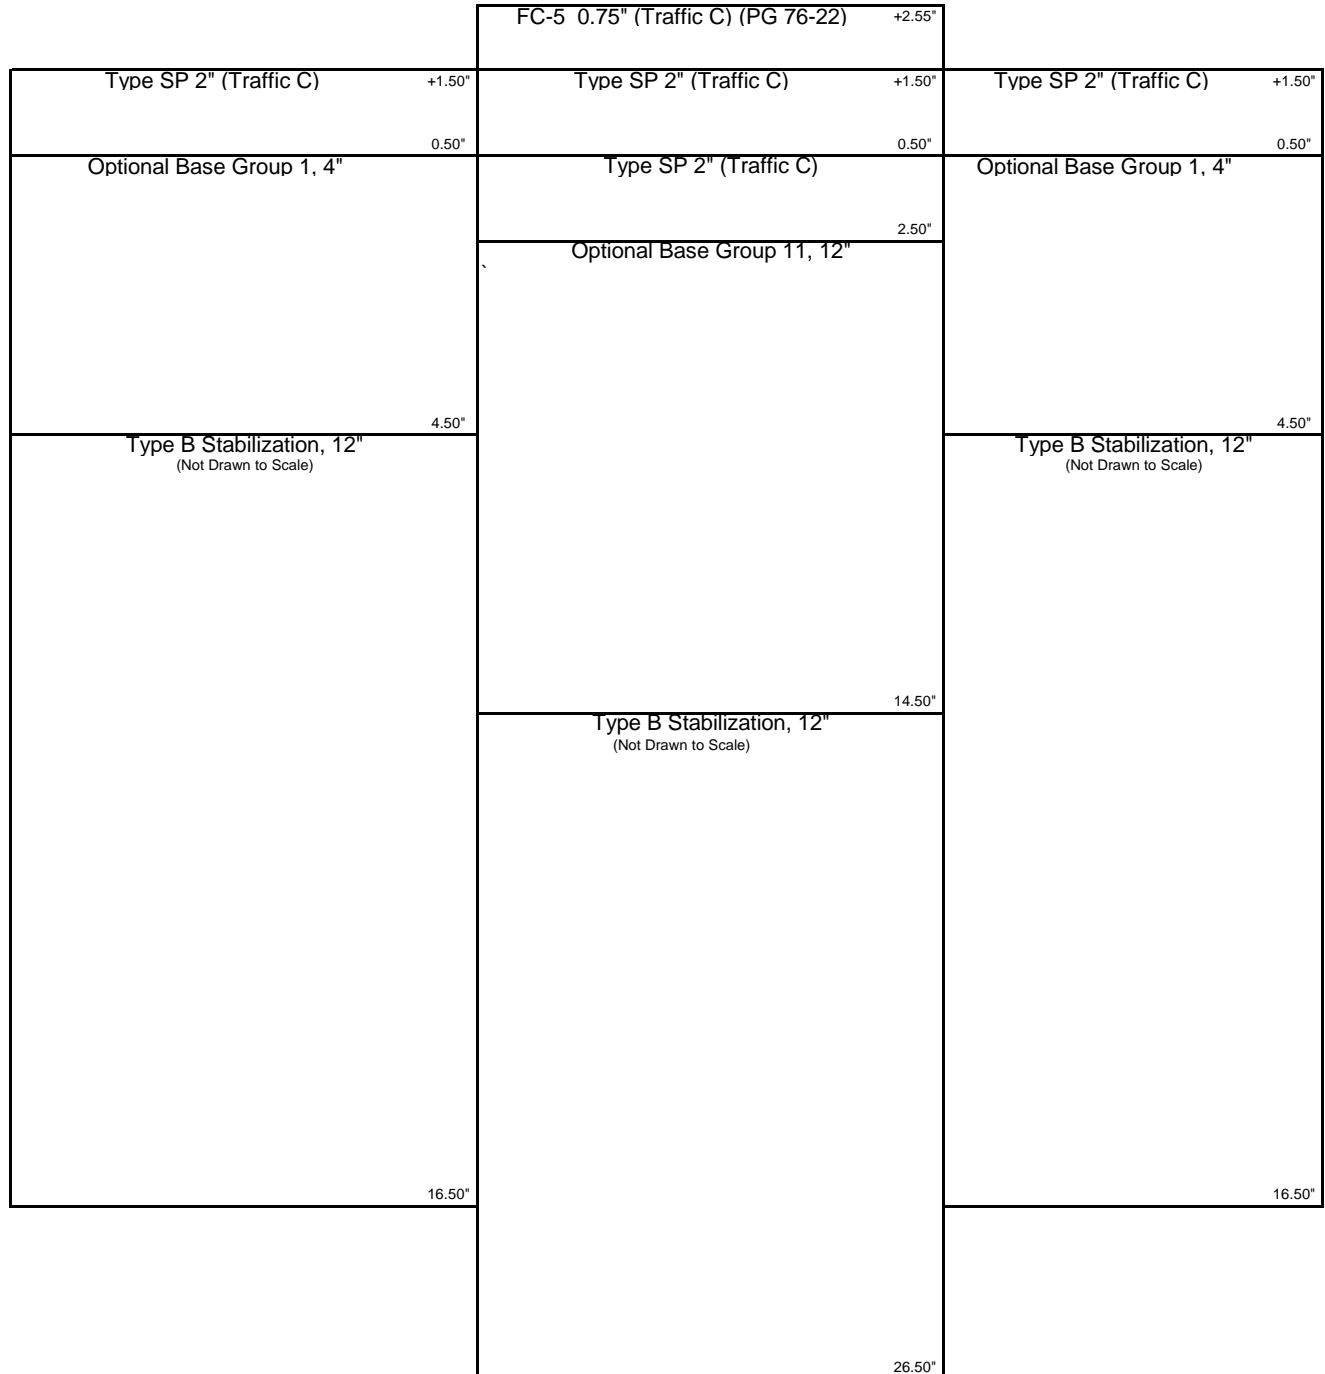 FC-5 0.75" (Traffic C) (PG 76-22) +2.55"
Type SP 2" (Traffic C) +1.50" Type SP 2" (Traffic C) +1.50" Type SP 2" (Traffic C) +1.50"
0.50" 0.50" 0.50"
Optional Base Group 1, 4" Type SP 2" (Traffic C) Optional Base Group 1, 4"
2.50"
Optional Base Group 11, 12"
`
4.50" 4.50"
Type B Stabilization, 12" Type B Stabilization, 12"
(Not Drawn to Scale) (Not Drawn to Scale)
14.50"
Type B Stabilization, 12"
(Not Drawn to Scale)
16.50" 16.50"
26.50"